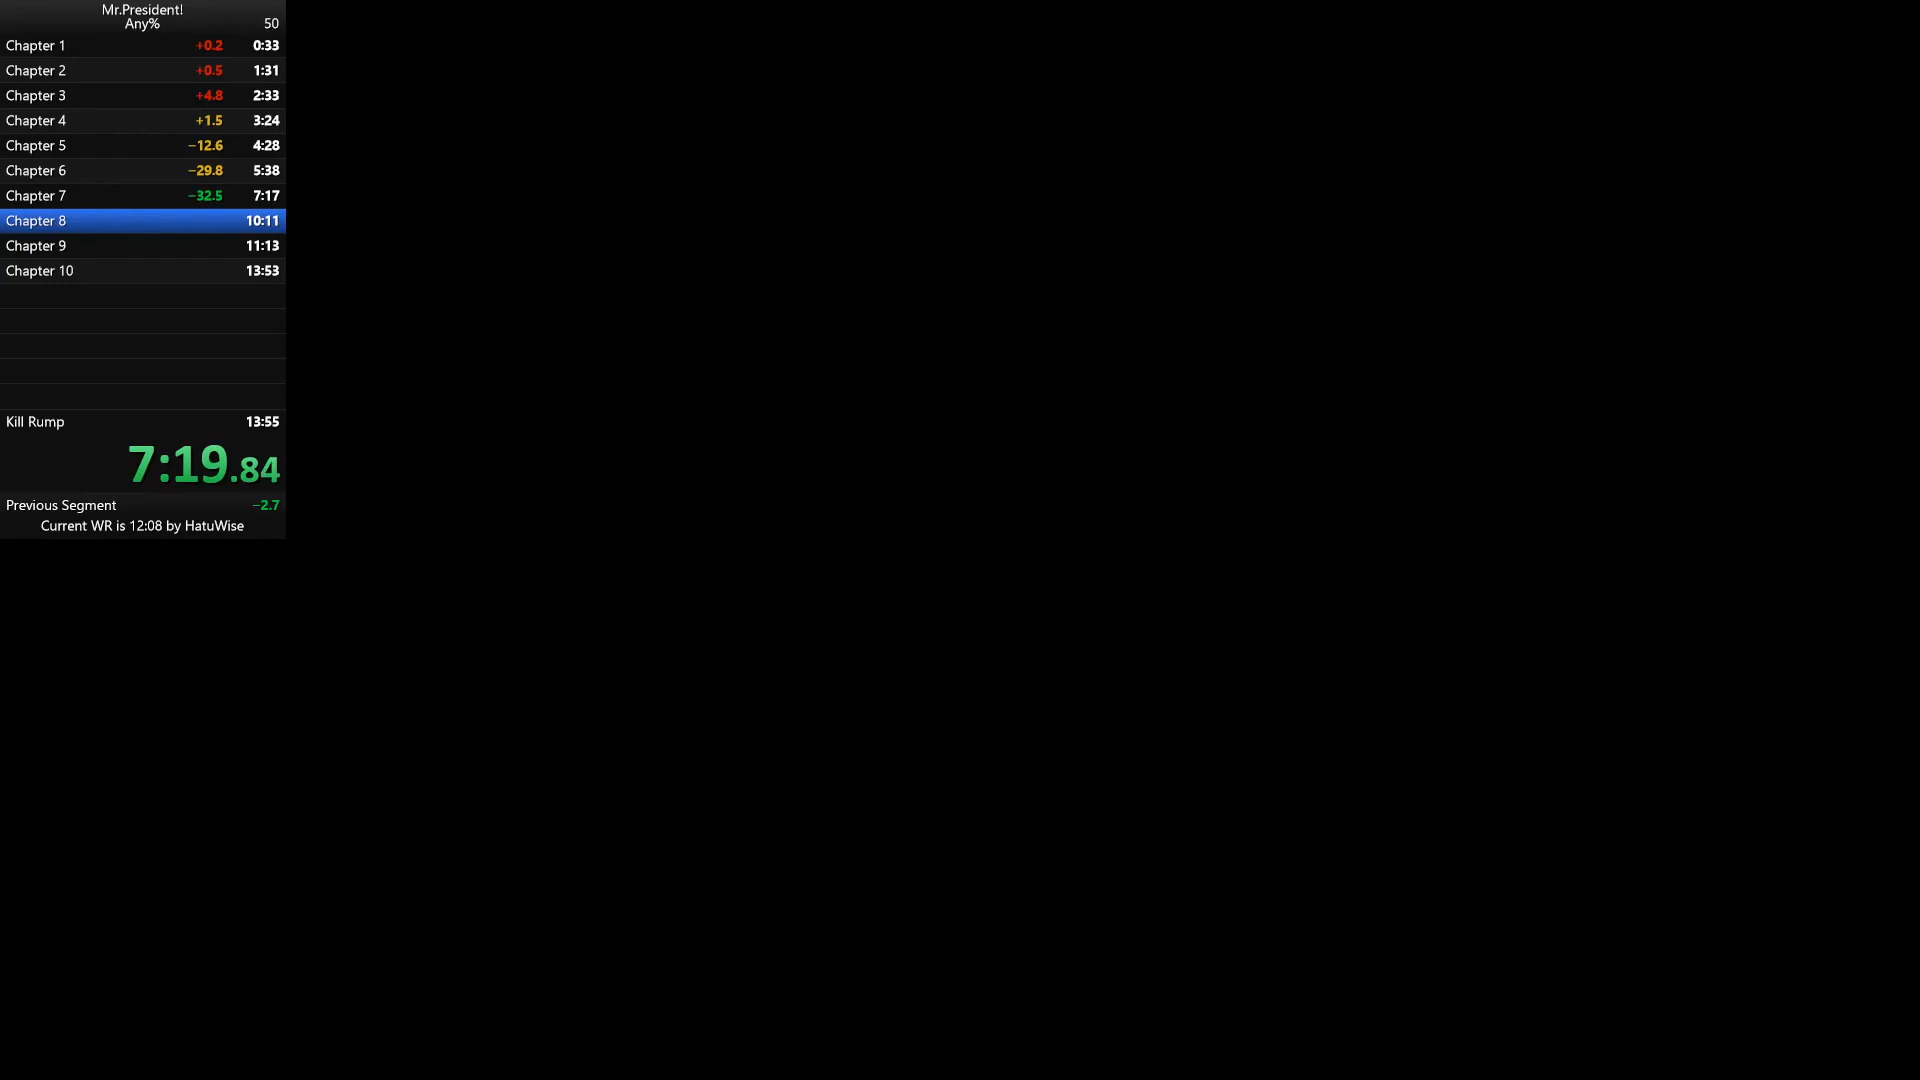 Mr.President!
Any% 50
Chapter 1 +0.2 0:33
Chapter 2 +0.5 1:31
Chapter 3 +4.8 2:33
Chapter 4 +1.5 3:24
Chapter 5 −12.6 4:28
Chapter 6 −29.8 5:38
Chapter 7 −32.5 7:17
Chapter 8 10:11
Chapter 9 11:13
Chapter 10 13:53
Kill Rump 13:55
7:19.84
Previous Segment −2.7
Current WR is 12:08 by HatuWise